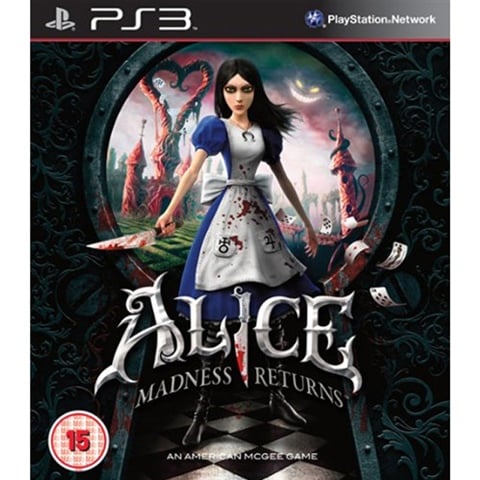 PS3
PlayStation®Network
ALICE
MADNESS RETURNS
15
AN AMERICAN MCGEE GAME